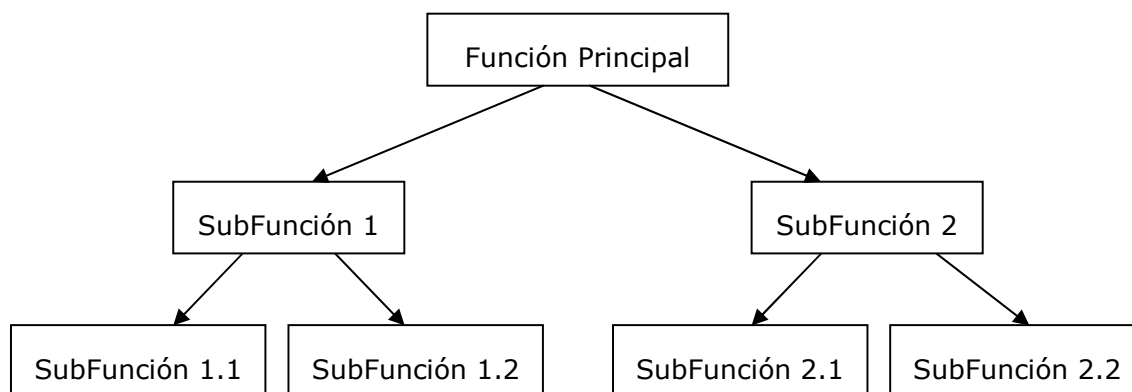 Función Principal
SubFunción 1
SubFunción 2
SubFunción 1.1
SubFunción 1.2
SubFunción 2.1
SubFunción 2.2